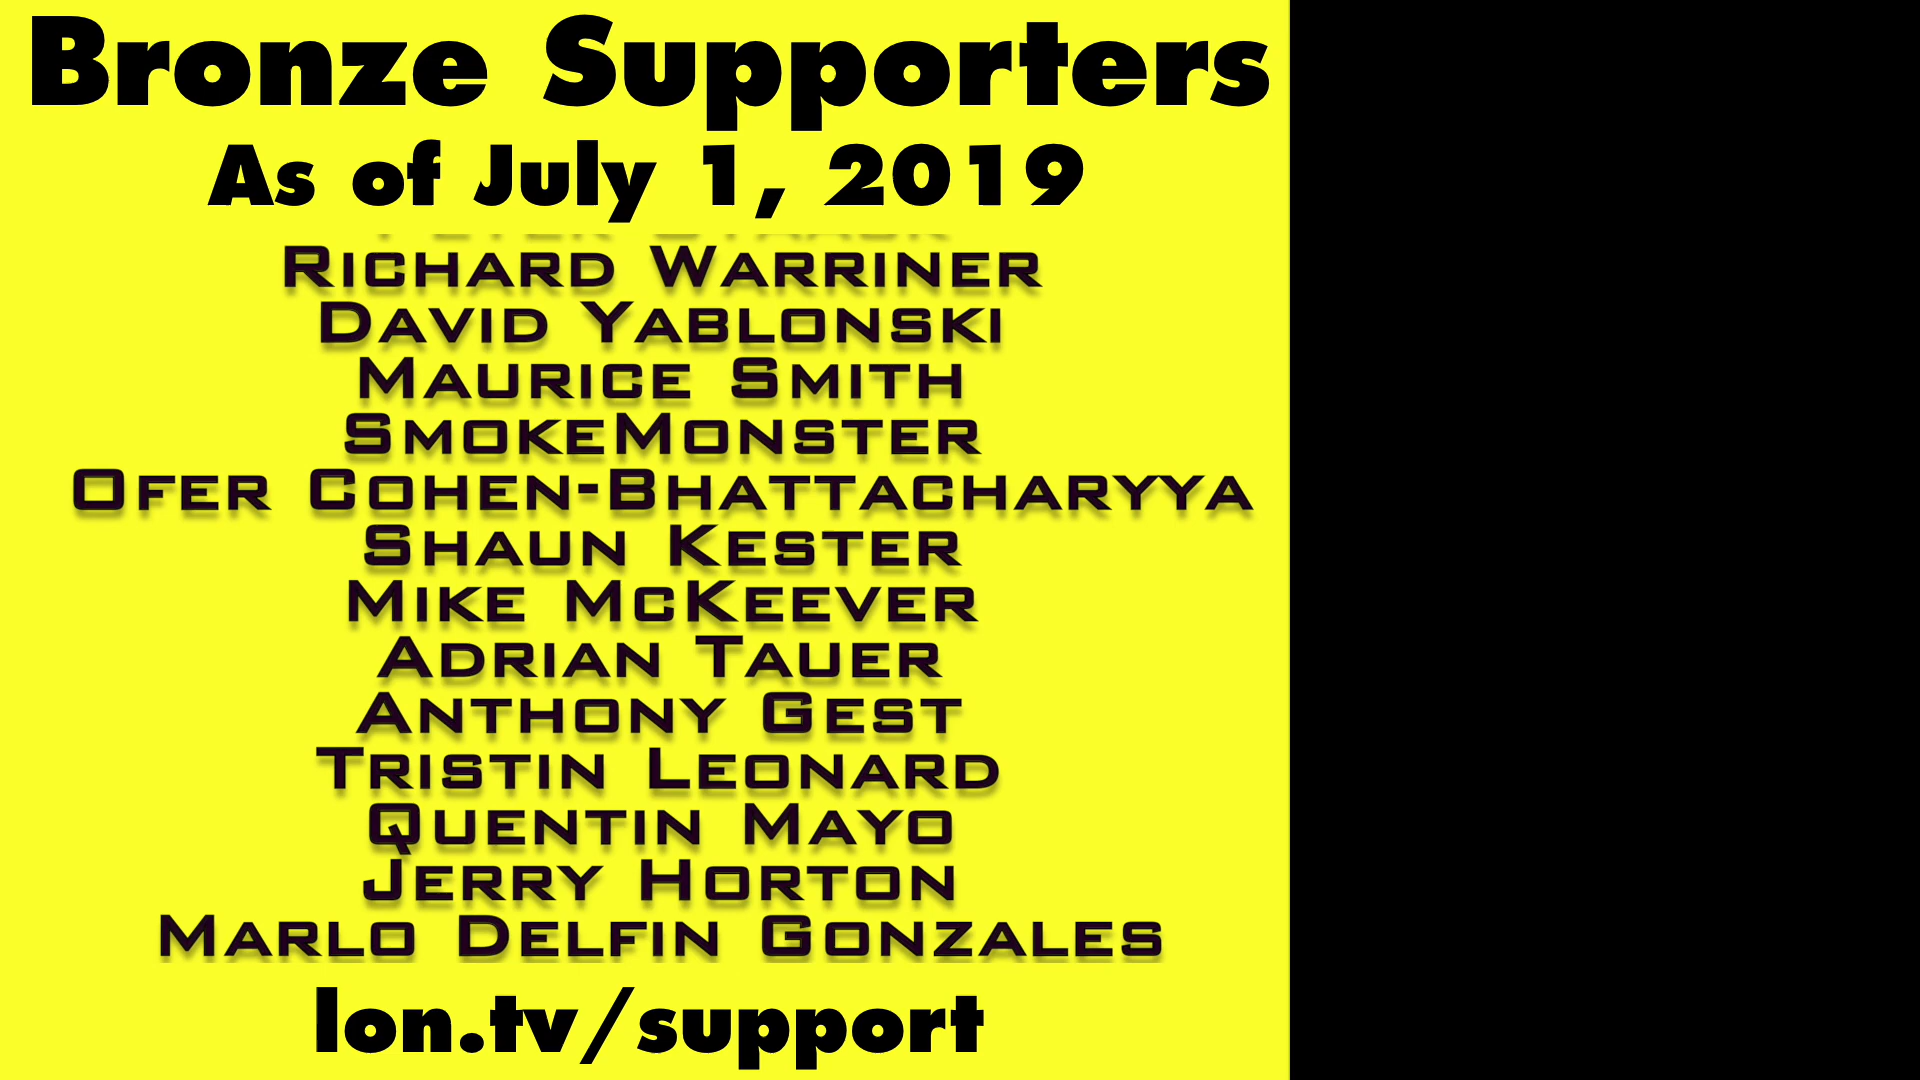 Bronze Supporters
As of July 1, 2019
Richard Warriner
David Yablonski
Maurice Smith
SmokeMonster
Ofer Cohen-Bhattacharyya
Shaun Kester
Mike McKeever
Adrian Tauer
Anthony Gest
Tristin Leonard
Quentin Mayo
Jerry Horton
Marlo Delfin Gonzales
lon.tv/support